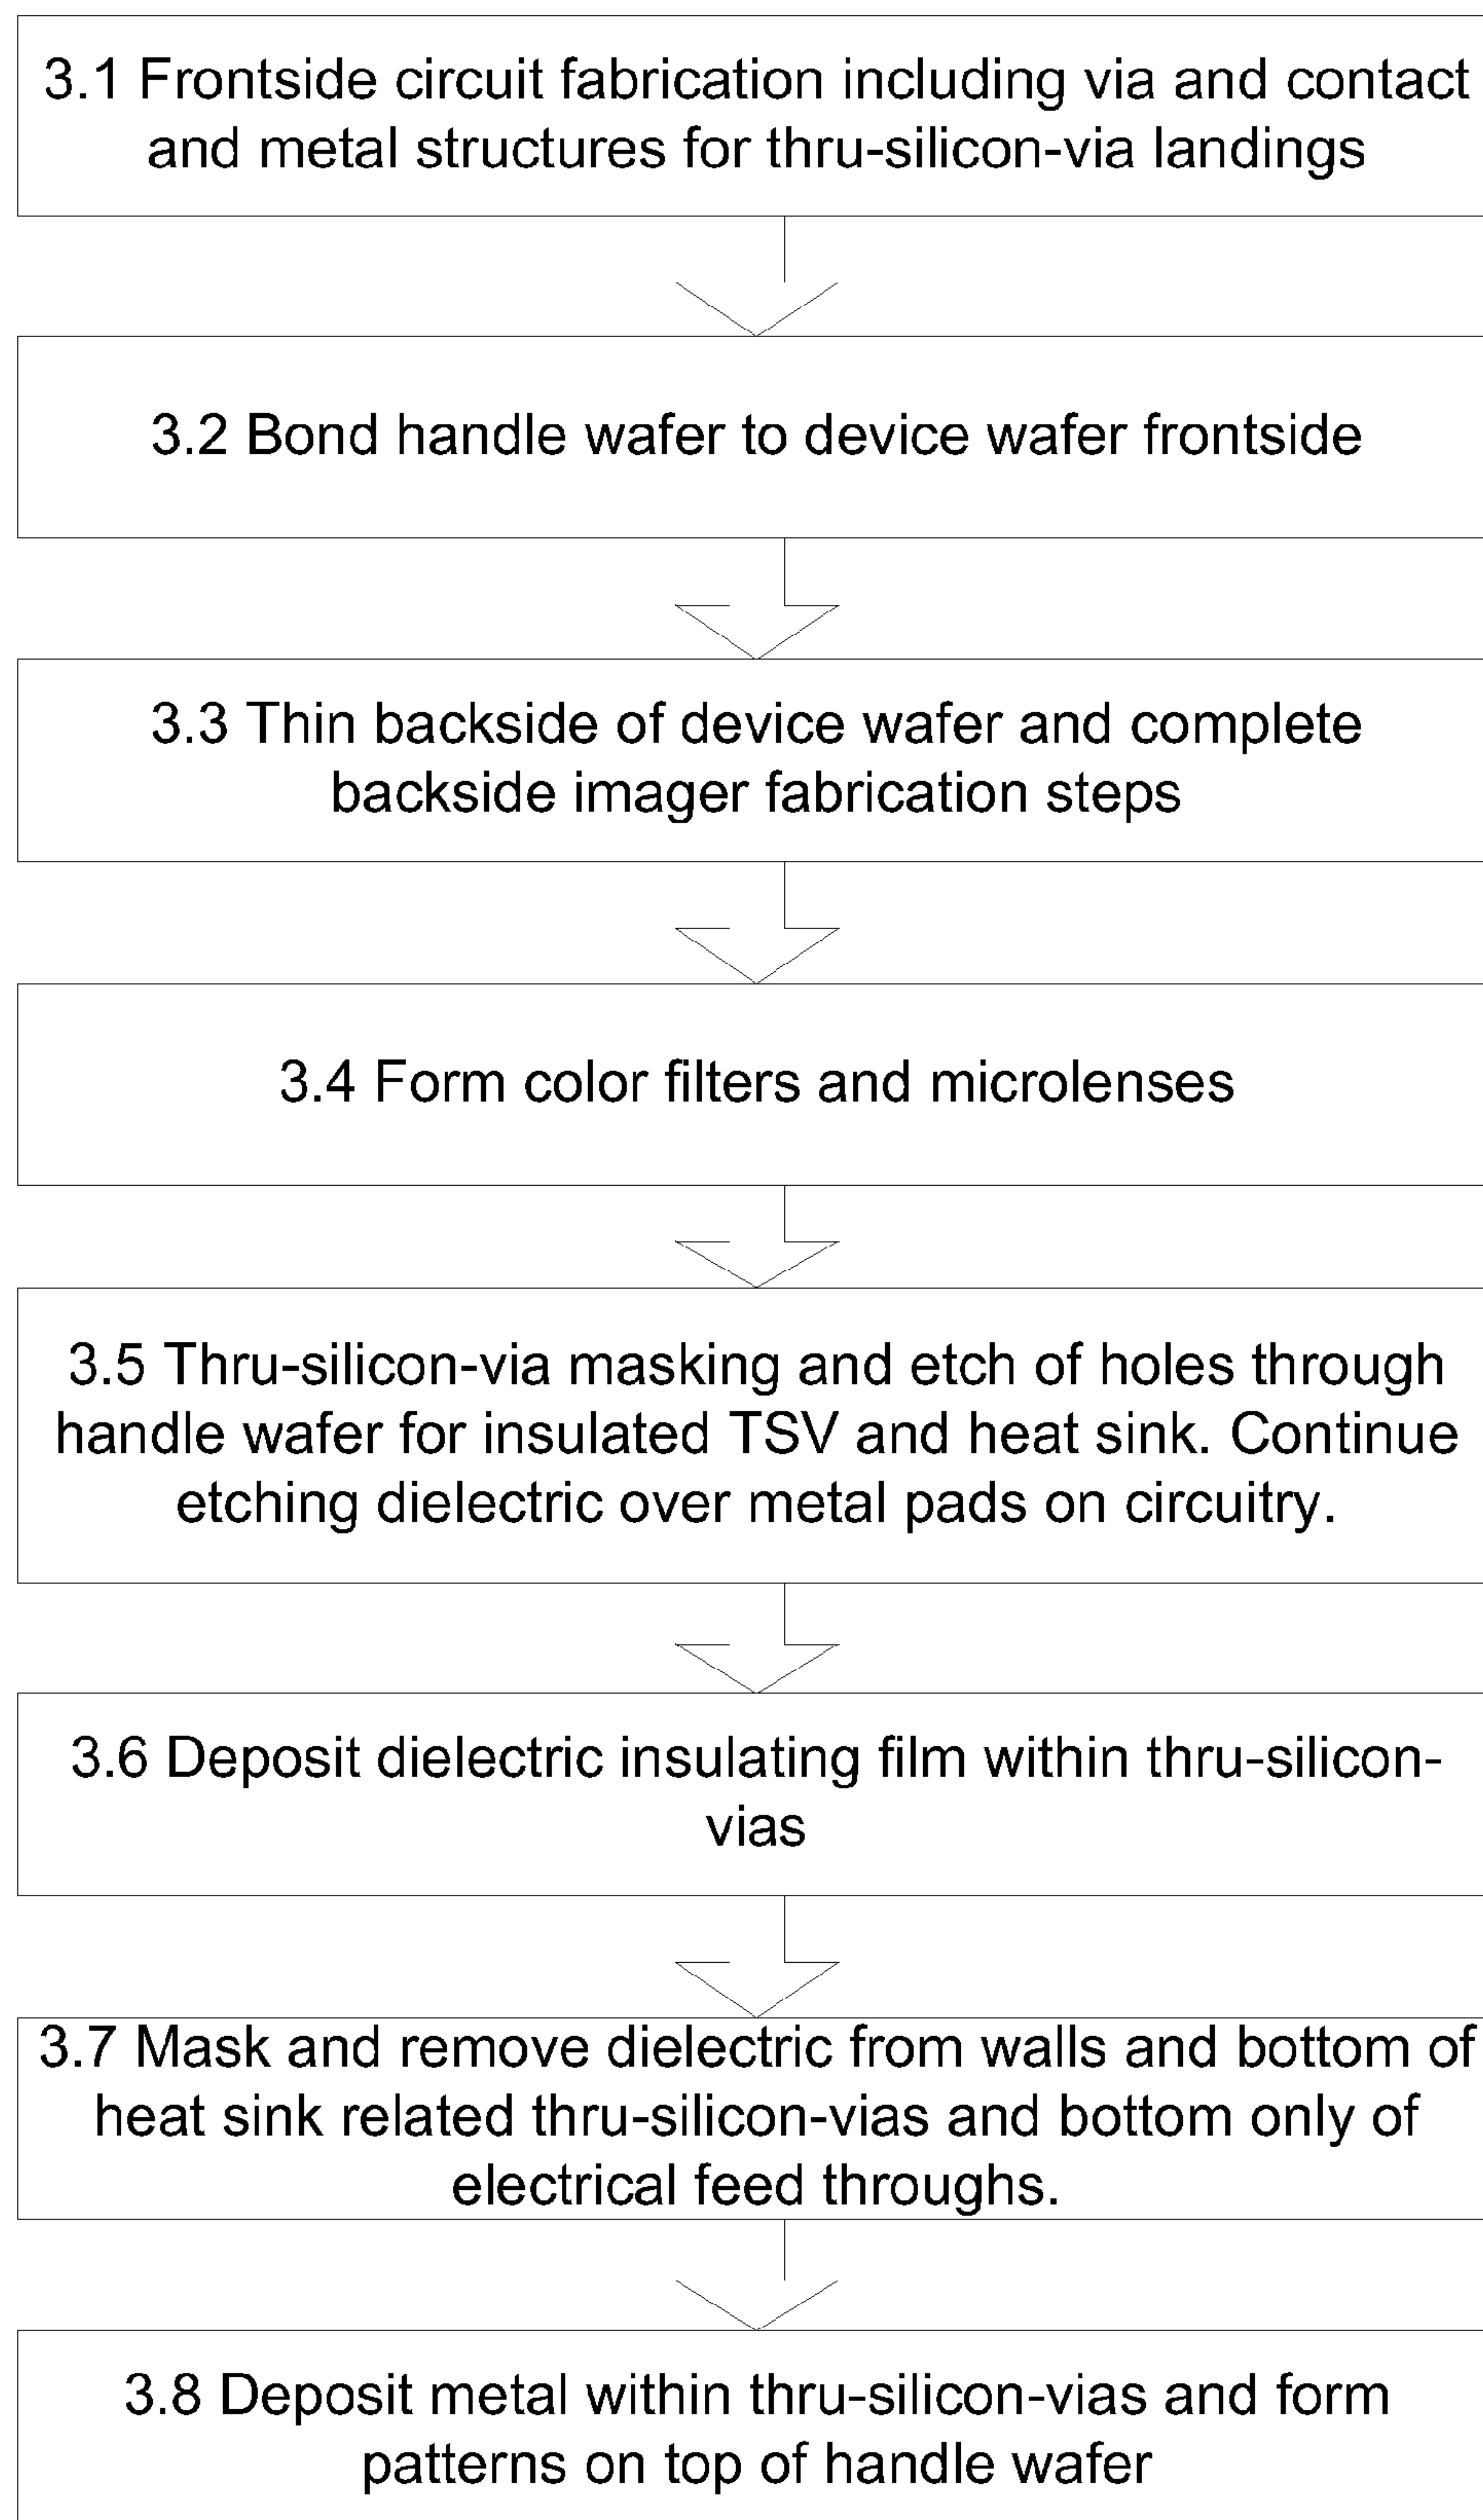 3.1 Frontside circuit fabrication including via and contact
and metal structures for thru-silicon-via landings
3.2 Bond handle wafer to device wafer frontside
3.3 Thin backside of device wafer and complete
backside imager fabrication steps
3.4 Form color filters and microlenses
3.5 Thru-silicon-via masking and etch of holes through
handle wafer for insulated TSV and heat sink. Continue
etching dielectric over metal pads on circuitry.
3.6 Deposit dielectric insulating film within thru-silicon-
vias
3.7 Mask and remove dielectric from walls and bottom of
heat sink related thru-silicon-vias and bottom only of
electrical feed throughs.
3.8 Deposit metal within thru-silicon-vias and form
patterns on top of handle wafer